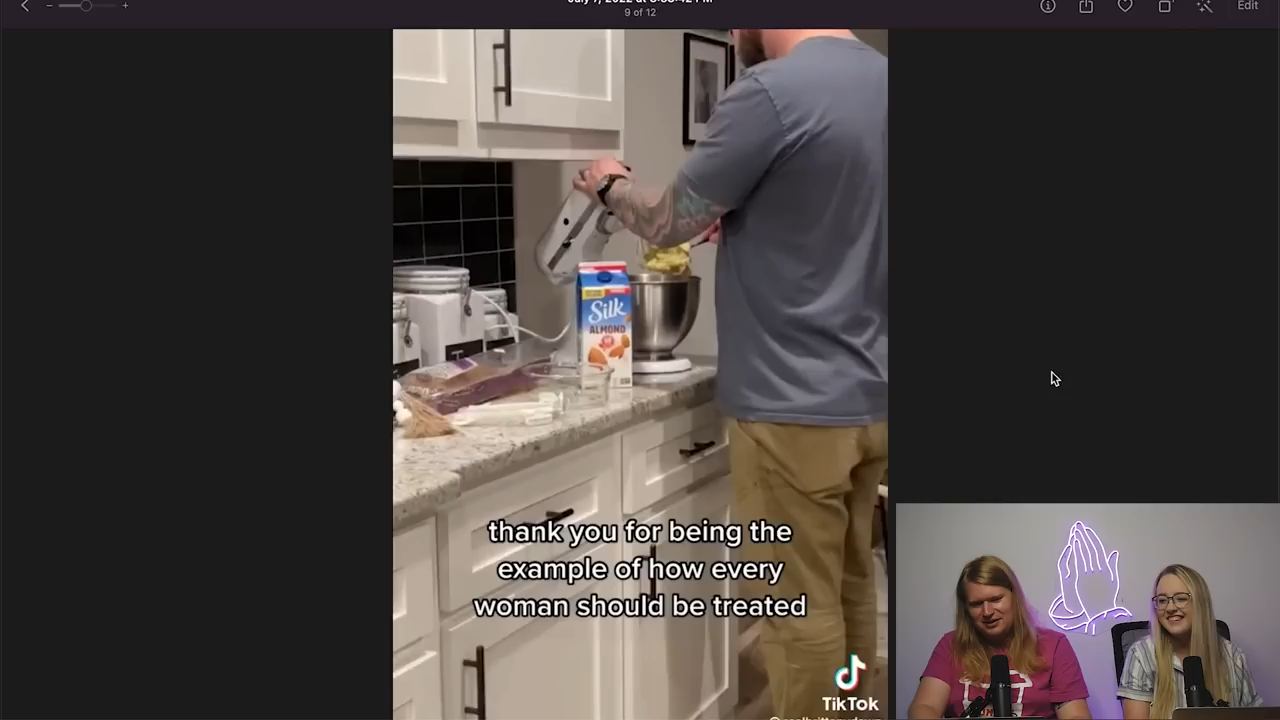 9 of 12
Edit
Silk
ALMOND
thank you for being the
example of how every
woman should be treated
TikTok